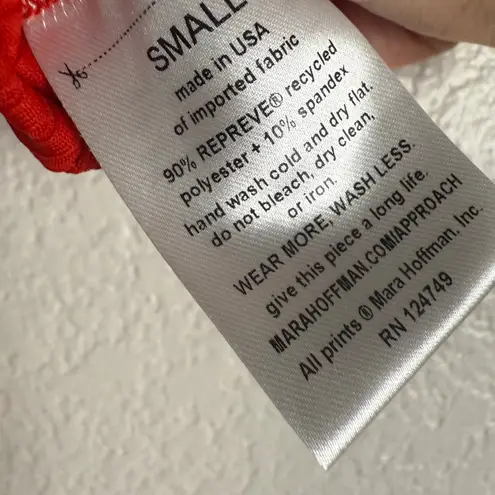 SMALL
made in USA
of imported fabric
90% REPREVE® recycled
polyester + 10% spandex
hand wash cold and dry flat.
do not bleach, dry clean,
or iron.
WEAR MORE, WASH LESS.
give this piece a long life.
MARAHOFFMAN.COM/APPROACH
All prints ® Mara Hoffman, Inc.
RN 124749